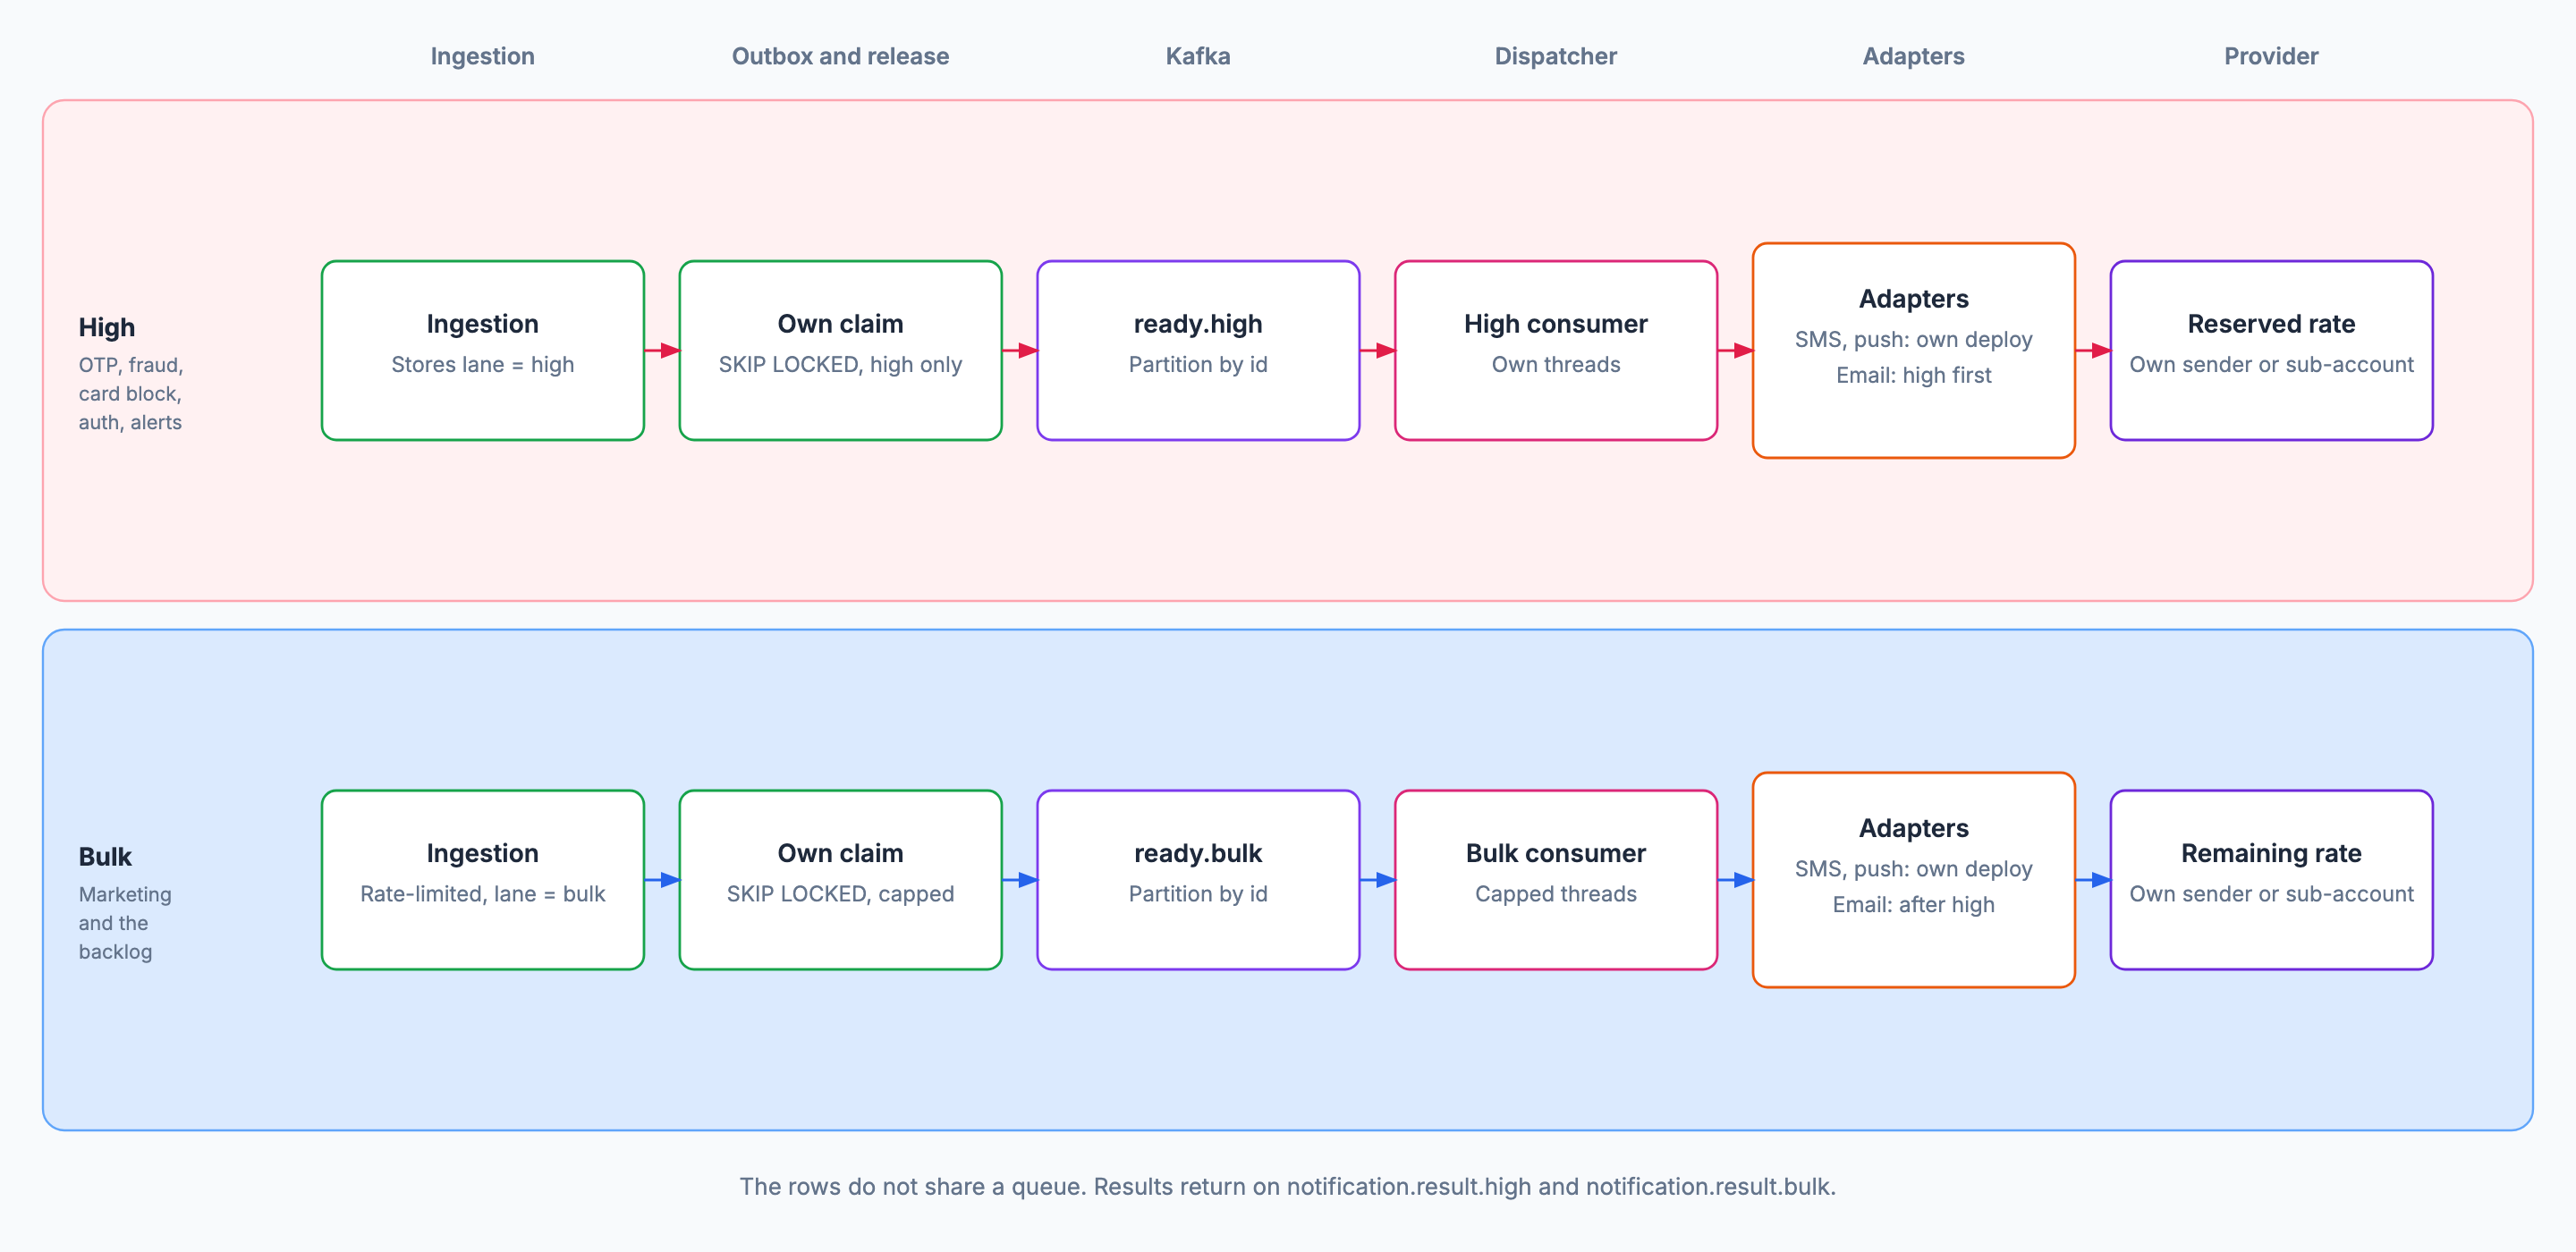 Ingestion
Outbox and release
Kafka
Dispatcher
Adapters
Provider
High
OTP, fraud,
card block,
auth, alerts
Ingestion
Stores lane = high
Own claim
SKIP LOCKED, high only
ready.high
Partition by id
High consumer
Own threads
Adapters
SMS, push: own deploy
Email: high first
Reserved rate
Own sender or sub-account
Bulk
Marketing
and the
backlog
Ingestion
Rate-limited, lane = bulk
Own claim
SKIP LOCKED, capped
ready.bulk
Partition by id
Bulk consumer
Capped threads
Adapters
SMS, push: own deploy
Email: after high
Remaining rate
Own sender or sub-account
The rows do not share a queue. Results return on notification.result.high and notification.result.bulk.